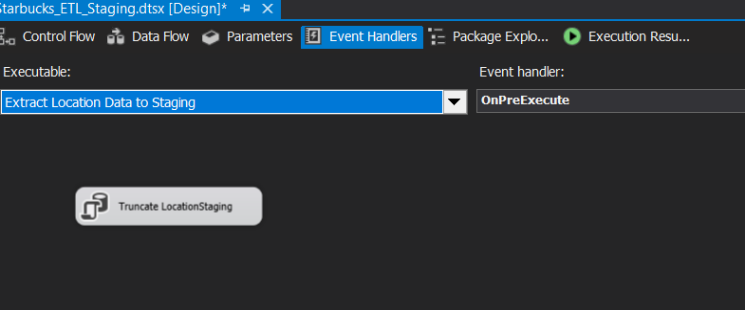 Starbucks_ETL_Staging.dtsx [Design]*
Control Flow Data Flow Parameters Event Handlers Package Explo... Execution Resu...
Executable: Event handler:
Extract Location Data to Staging OnPreExecute
Truncate LocationStaging